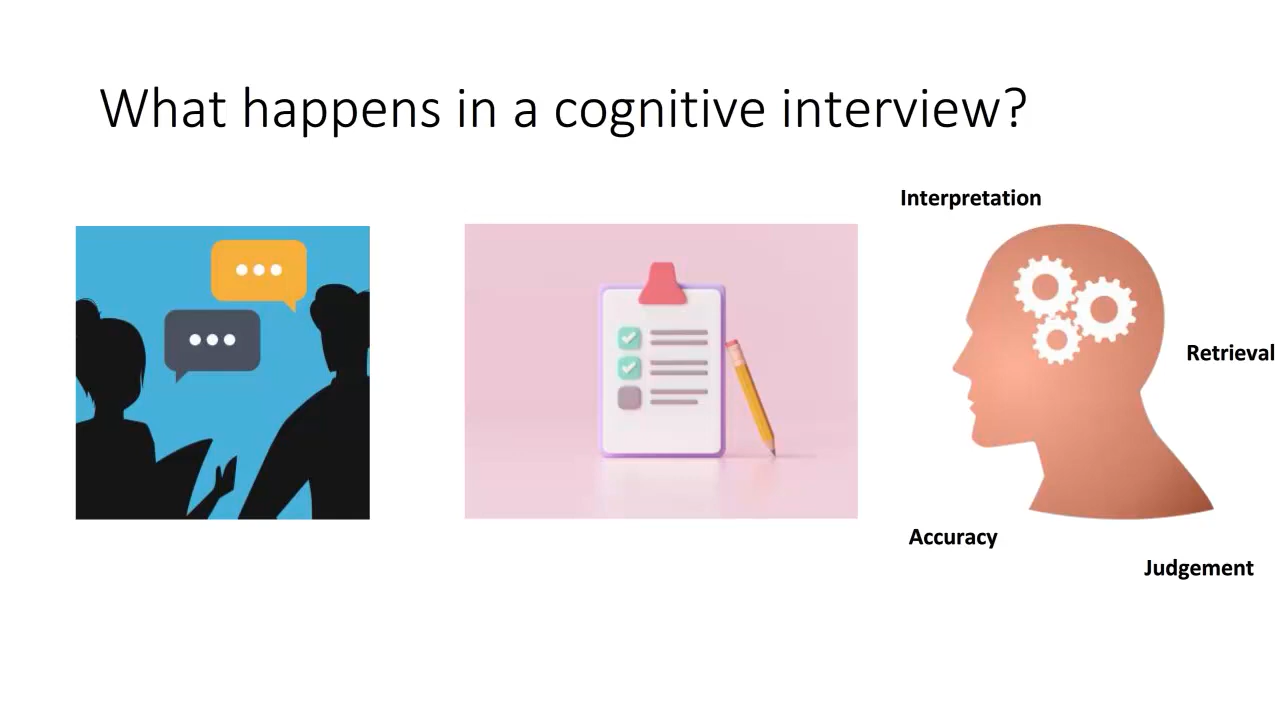 What happens in a cognitive interview?
Interpretation
Retrieval
Accuracy
Judgement